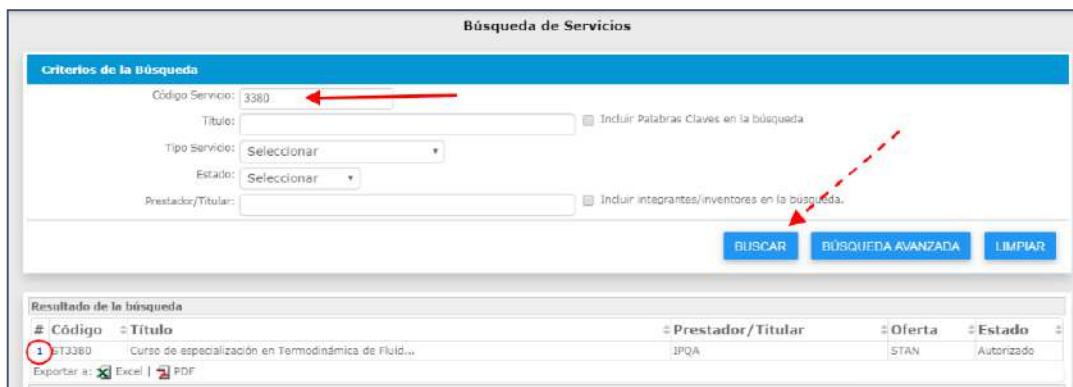 Búsqueda de Servicios
Criterios de la Búsqueda
Código Servicio: 3380
Título: Incluir Palabras Claves en la búsqueda
Tipo Servicio: Seleccionar
Estado: Seleccionar
Prestador/Titular: Incluir integrantes/inventores en la búsqueda.
BUSCAR BÚSQUEDA AVANZADA LIMPIAR
Resultado de la búsqueda
# Código Título Prestador/Titular Oferta Estado
1 ST3380 Curso de especialización en Termodinámica de Fluid... IPQA STAN Autorizado
Exportar a: Excel | PDF